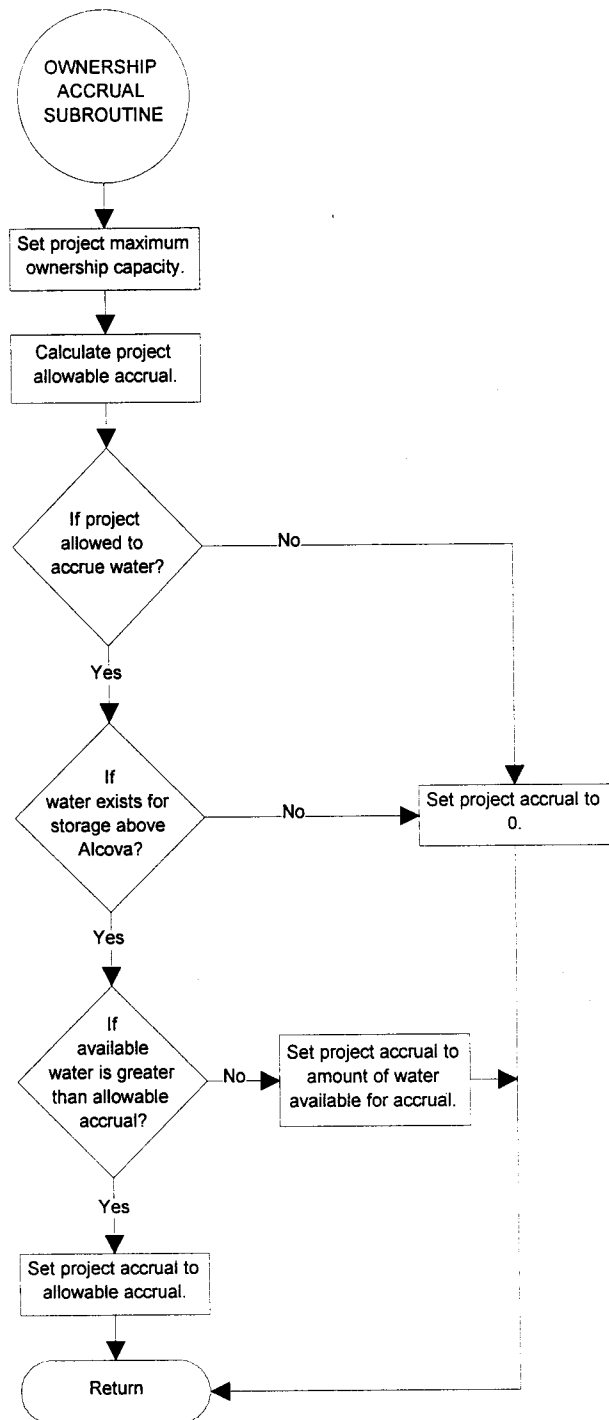 OWNERSHIP
ACCRUAL
SUBROUTINE
Set project maximum
ownership capacity.
Calculate project
allowable accrual.
If project
allowed to
accrue water?
No
Yes
If
water exists for
storage above
Alcova?
No
Set project accrual to
0.
Yes
If
available
water is greater
than allowable
accrual?
No
Set project accrual to
amount of water
available for accrual.
Yes
Set project accrual to
allowable accrual.
Return